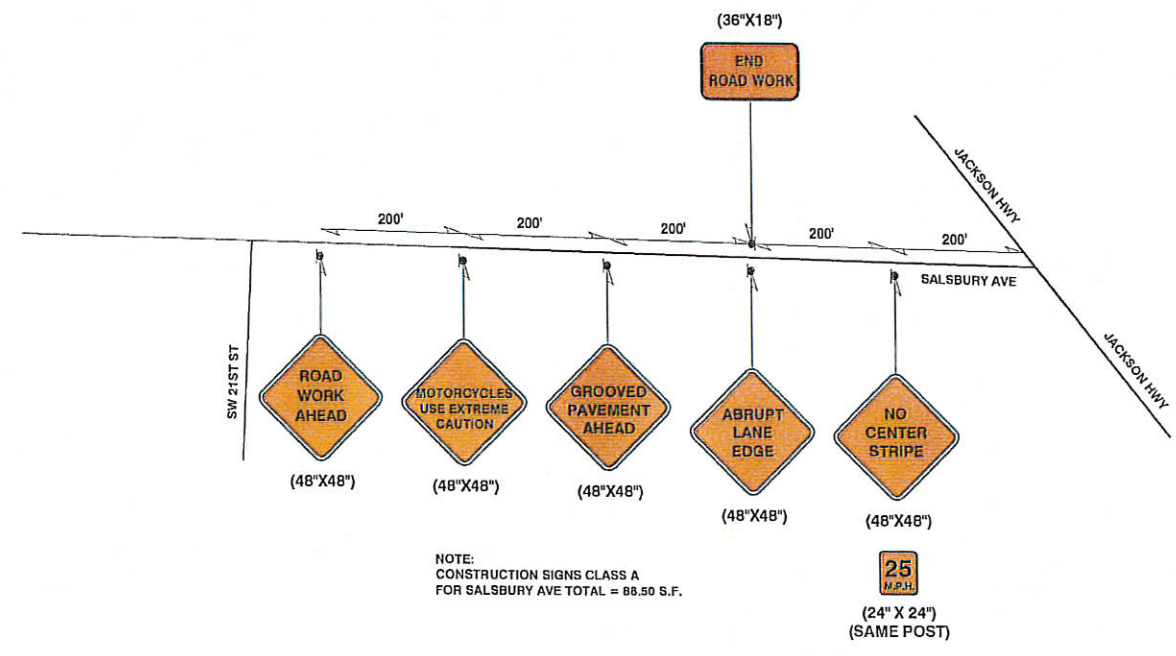 (36"X18")
END
ROAD WORK
JACKSON HWY
200'
200'
200'
200'
200'
SALSBURY AVE
JACKSON HWY
SW 21ST ST
ROAD
WORK
AHEAD
(48"X48")
MOTORCYCLES
USE EXTREME
CAUTION
(48"X48")
GROOVED
PAVEMENT
AHEAD
(48"X48")
ABRUPT
LANE
EDGE
(48"X48")
NO
CENTER
STRIPE
(48"X48")
25
M.P.H.
(24" X 24")
(SAME POST)
NOTE:
CONSTRUCTION SIGNS CLASS A
FOR SALSBURY AVE TOTAL = 88.50 S.F.